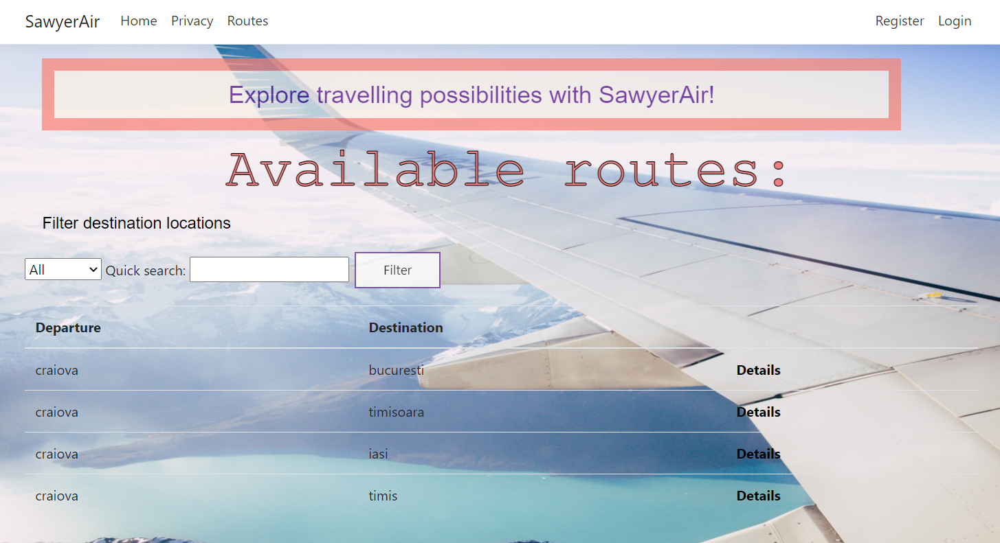 SawyerAir Home Privacy Routes Register Login
Explore travelling possibilities with SawyerAir!
Available routes:
Filter destination locations
All Quick search: Filter
Departure Destination
craiova bucuresti Details
craiova timisoara Details
craiova iasi Details
craiova timis Details